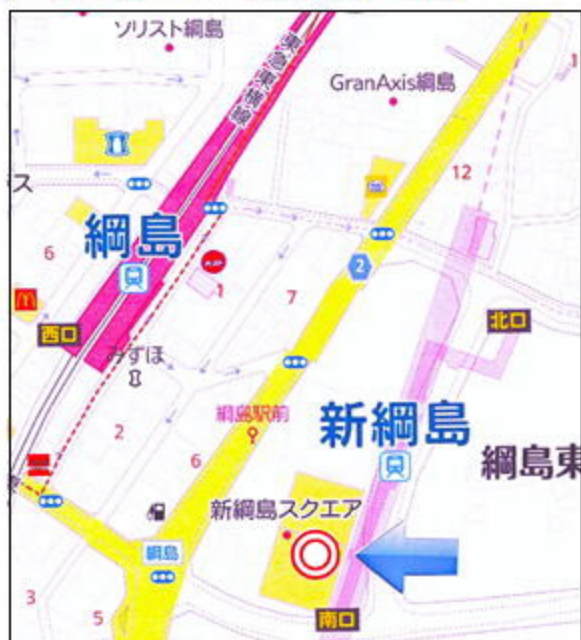 ソリスト綱島
東急東横線
GranAxis綱島
1
12
ス
綱島
6
1
7
2
西口
北口
みずほ
2
綱島駅前
新綱島
6
綱島東
新綱島スクエア
綱島
3
5
南口